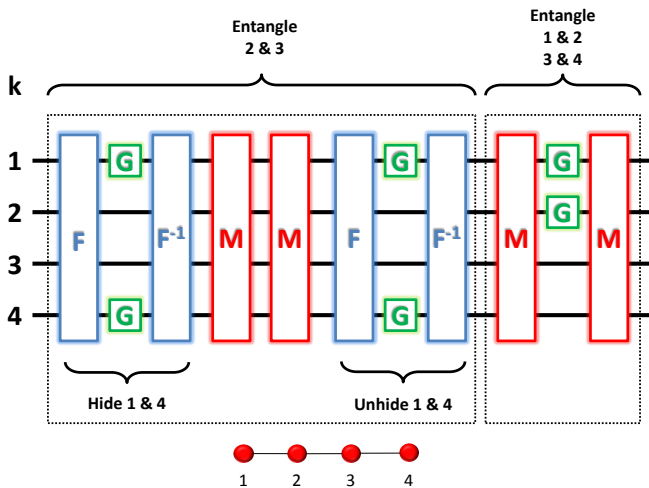 Entangle
2 & 3
Entangle
1 & 2
3 & 4
k
1 G G G
2 G
F F-1 M M F F-1 M M
3
4 G G
Hide 1 & 4 Unhide 1 & 4
1 2 3 4